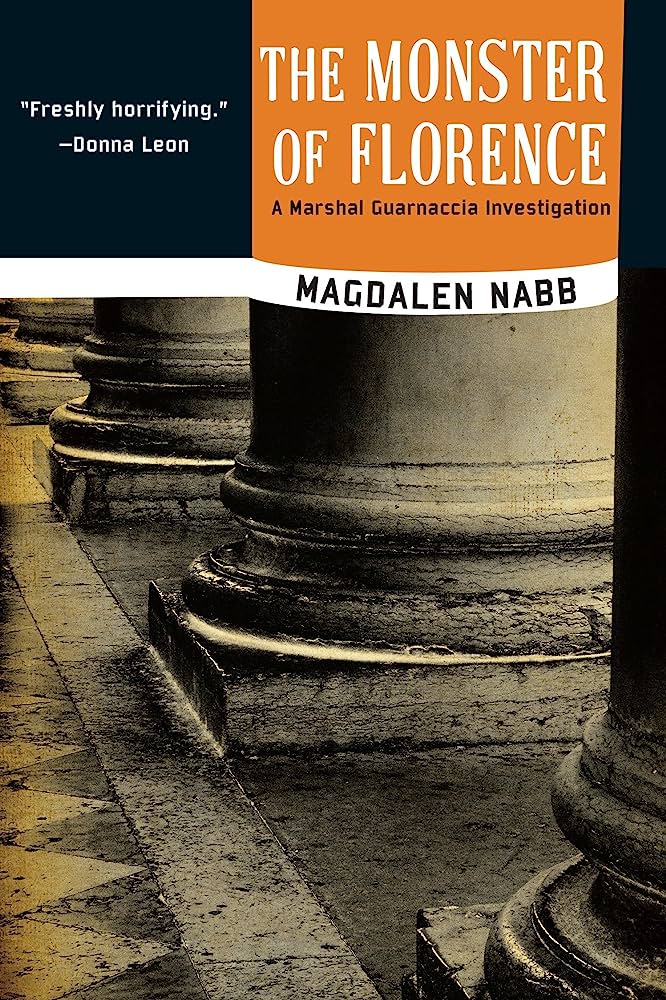 "Freshly horrifying."
—Donna Leon
THE MONSTER
OF FLORENCE
A Marshal Guarnaccia Investigation
MAGDALEN NABB